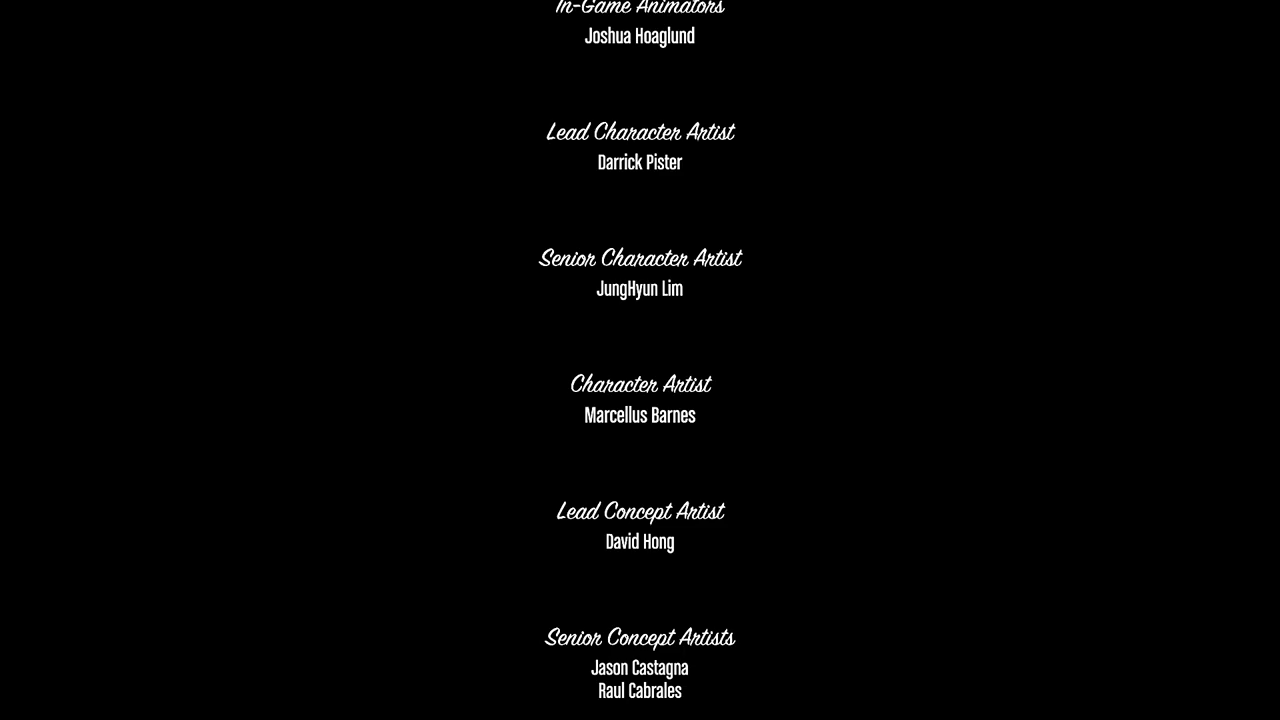 In-Game Animators
Joshua Hoaglund
Lead Character Artist
Darrick Pister
Senior Character Artist
JungHyun Lim
Character Artist
Marcellus Barnes
Lead Concept Artist
David Hong
Senior Concept Artists
Jason Castagna
Raul Cabrales